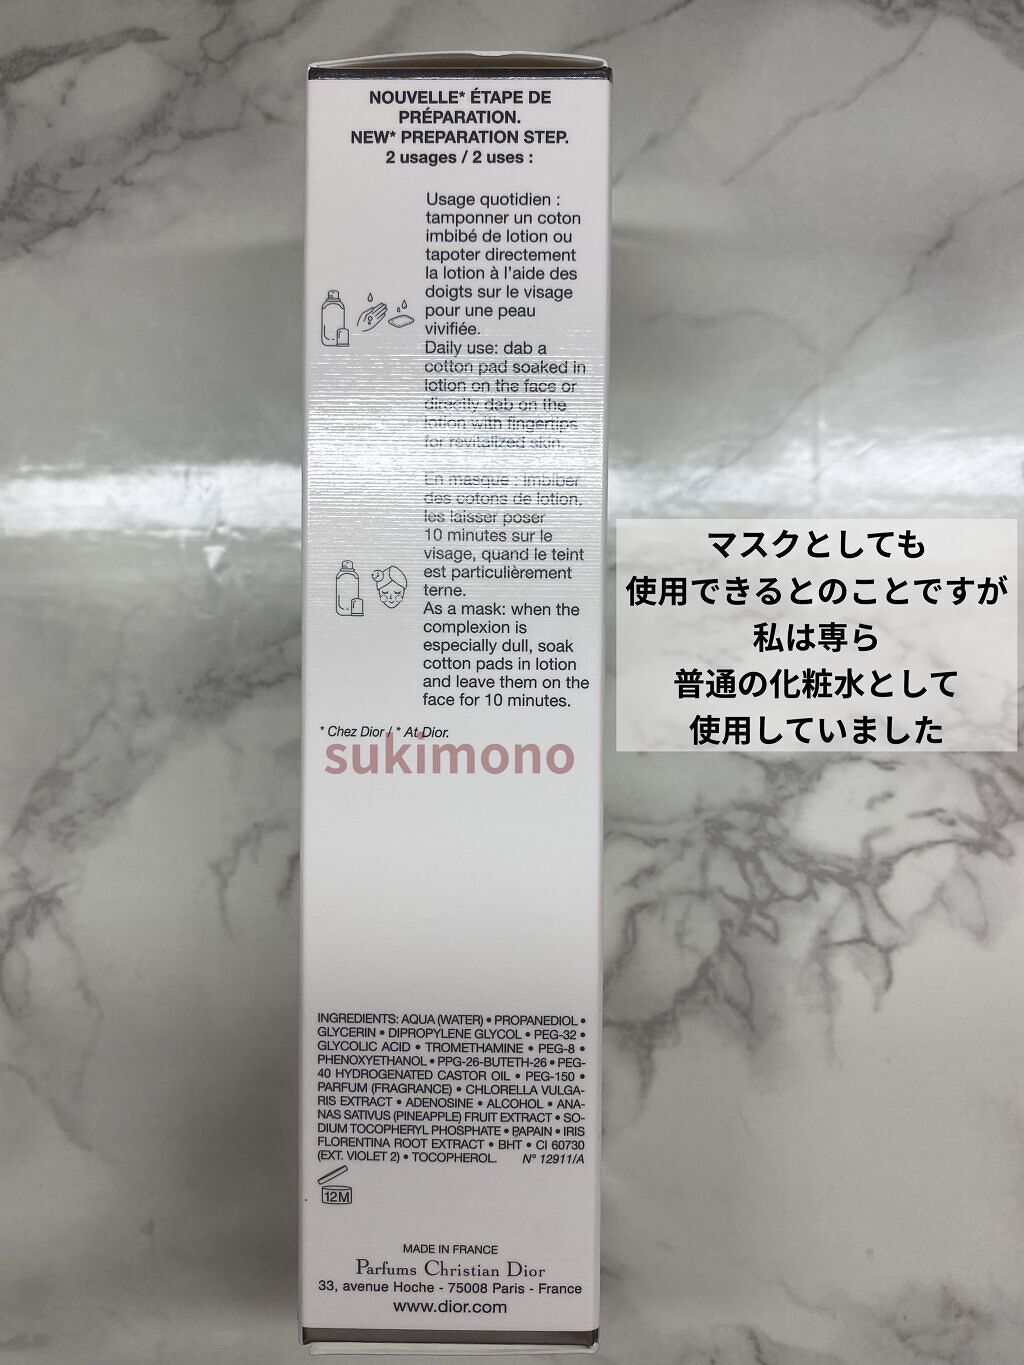 NOUVELLE* ÉTAPE DE
PRÉPARATION.
NEW* PREPARATION STEP.
2 usages / 2 uses :
Usage quotidien :
tamponner un coton
imbibé de lotion ou
tapoter directement
la lotion à l'aide des
doigts sur le visage
pour une peau
vivifiée.
Daily use: dab a
cotton pad soaked in
lotion on the face or
directly dab on the
lotion with fingertips
for revitalized skin.
En masque : imbiber
des cotons de lotion,
les laisser poser
10 minutes sur le
visage, quand le teint
est particulièrement
terne.
As a mask: when the
complexion is
especially dull, soak
cotton pads in lotion
and leave them on the
face for 10 minutes.
* Chez Dior / * At Dior.
sukimono
マスクとしても
使用できるとのことですが
私は専ら
普通の化粧水として
使用していました
INGREDIENTS: AQUA (WATER) • PROPANEDIOL •
GLYCERIN • DIPROPYLENE GLYCOL • PEG-32 •
GLYCOLIC ACID • TROMETHAMINE • PEG-8 •
PHENOXYETHANOL • PPG-26-BUTETH-26 • PEG-
40 HYDROGENATED CASTOR OIL • PEG-150 •
PARFUM (FRAGRANCE) • CHLORELLA VULGA-
RIS EXTRACT • ADENOSINE • ALCOHOL • ANA-
NAS SATIVUS (PINEAPPLE) FRUIT EXTRACT • SO-
DIUM TOCOPHERYL PHOSPHATE • PAPAIN • IRIS
FLORENTINA ROOT EXTRACT • BHT • CI 60730
(EXT. VIOLET 2) • TOCOPHEROL. N° 12911/A
12M
MADE IN FRANCE
Parfums Christian Dior
33, avenue Hoche - 75008 Paris - France
www.dior.com